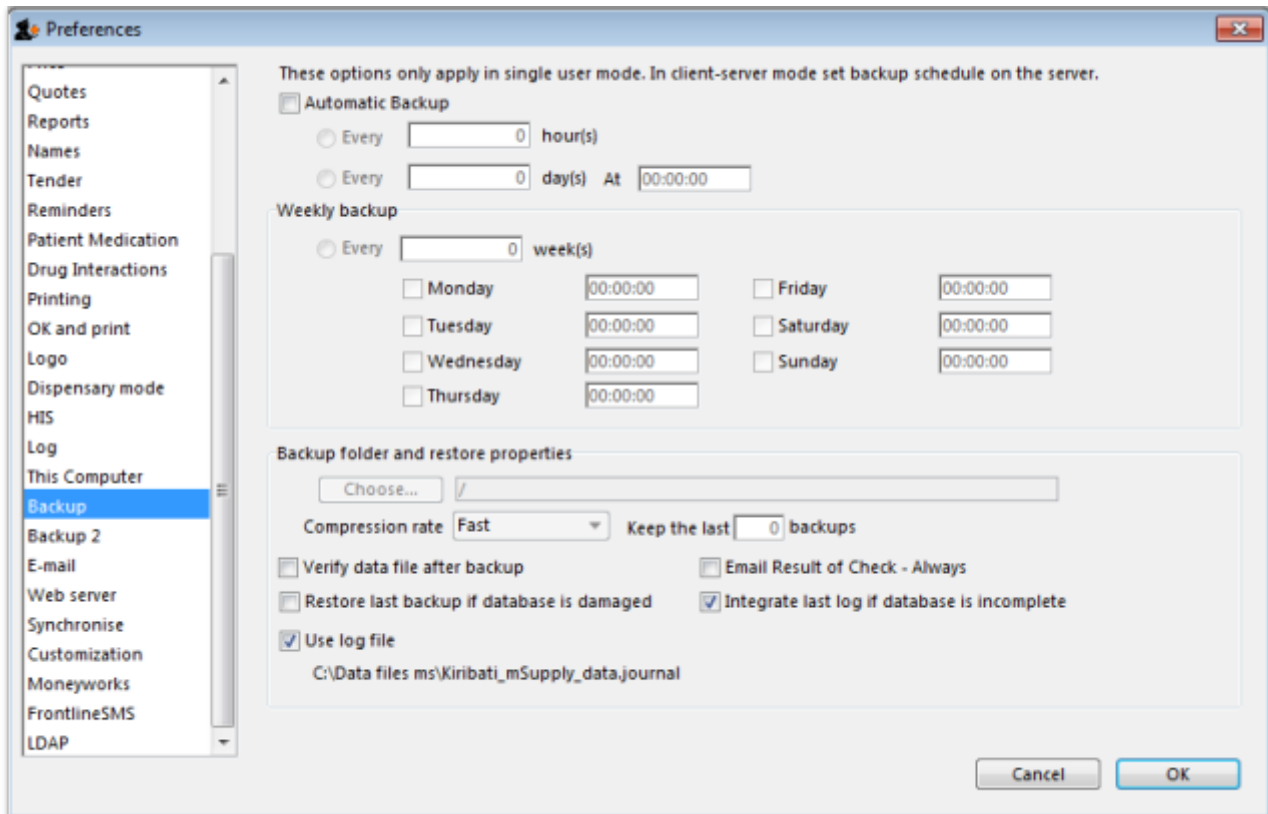 Preferences
Quotes
Reports
Names
Tender
Reminders
Patient Medication
Drug Interactions
Printing
OK and print
Logo
Dispensary mode
HIS
Log
This Computer
Backup
Backup 2
E-mail
Web server
Synchronise
Customization
Moneyworks
FrontlineSMS
LDAP
These options only apply in single user mode. In client-server mode set backup schedule on the server.
Automatic Backup
Every 0 hour(s)
Every 0 day(s) At 00:00:00
Weekly backup
Every 0 week(s)
Monday 00:00:00 Friday 00:00:00
Tuesday 00:00:00 Saturday 00:00:00
Wednesday 00:00:00 Sunday 00:00:00
Thursday 00:00:00
Backup folder and restore properties
Choose... /
Compression rate Fast Keep the last 0 backups
Verify data file after backup Email Result of Check - Always
Restore last backup if database is damaged Integrate last log if database is incomplete
Use log file
C:\Data files ms\Kiribati_mSupply_data.journal
Cancel OK